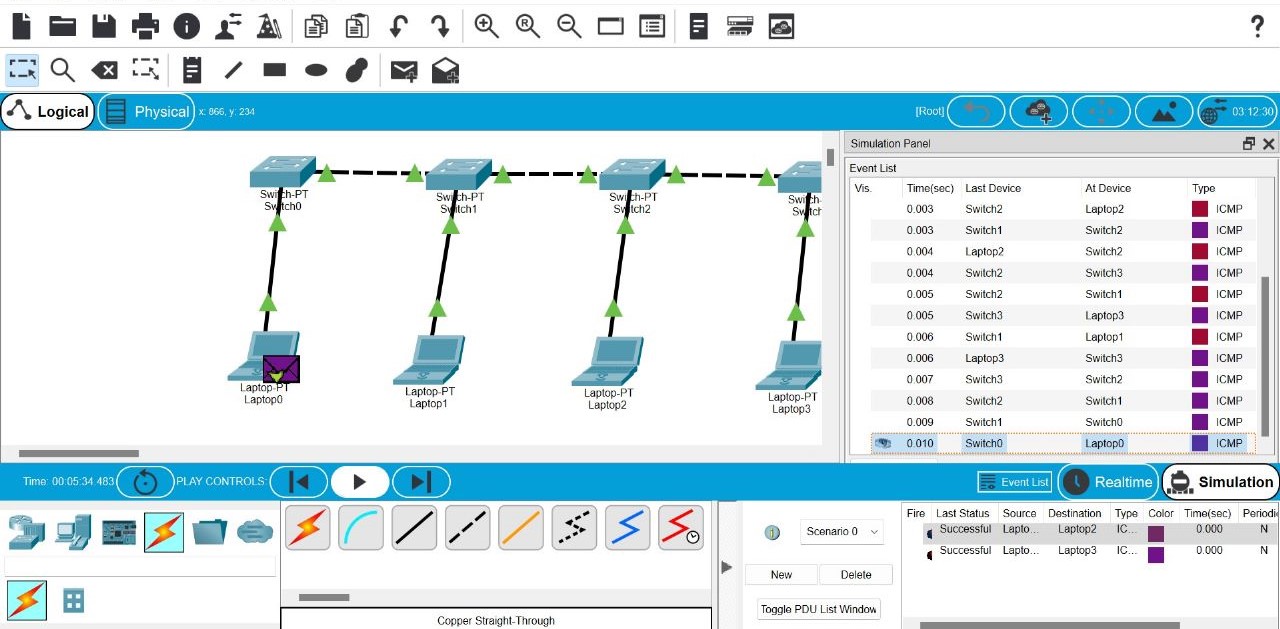 ?
R
Logical
Physical
x: 866, y: 234
[Root]
03:12:30
Switch-PT
Switch0
Switch-PT
Switch1
Switch-PT
Switch2
Switch-
Switch
Laptop-PT
Laptop0
Laptop-PT
Laptop1
Laptop-PT
Laptop2
Laptop-PT
Laptop3
Simulation Panel
Event List
Vis. Time(sec) Last Device At Device Type
0.003 Switch2 Laptop2 ICMP
0.003 Switch1 Switch2 ICMP
0.004 Laptop2 Switch2 ICMP
0.004 Switch2 Switch3 ICMP
0.005 Switch2 Switch1 ICMP
0.005 Switch3 Laptop3 ICMP
0.006 Switch1 Laptop1 ICMP
0.006 Laptop3 Switch3 ICMP
0.007 Switch3 Switch2 ICMP
0.008 Switch2 Switch1 ICMP
0.009 Switch1 Switch0 ICMP
0.010 Switch0 Laptop0 ICMP
Time: 00:05:34.483 PLAY CONTROLS:
Event List Realtime Simulation
Scenario 0
New Delete
Toggle PDU List Window
Copper Straight-Through
Fire Last Status Source Destination Type Color Time(sec) Periodi
Successful Lapto... Laptop2 IC... 0.000 N
Successful Lapto... Laptop3 IC... 0.000 N